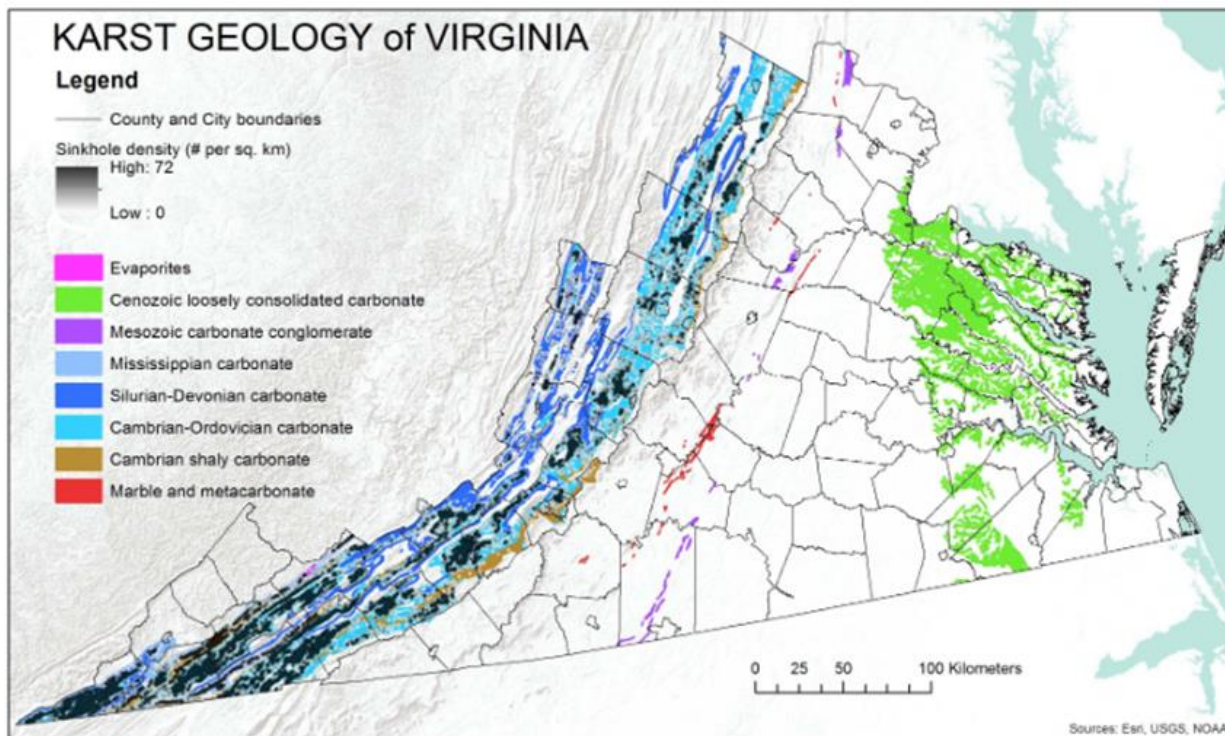 KARST GEOLOGY of VIRGINIA
Legend
County and City boundaries
Sinkhole density (# per sq. km)
High: 72
Low : 0
Evaporites
Cenozoic loosely consolidated carbonate
Mesozoic carbonate conglomerate
Mississippian carbonate
Silurian-Devonian carbonate
Cambrian-Ordovician carbonate
Cambrian shaly carbonate
Marble and metacarbonate
0 25 50 100 Kilometers
Sources: Esri, USGS, NOAA